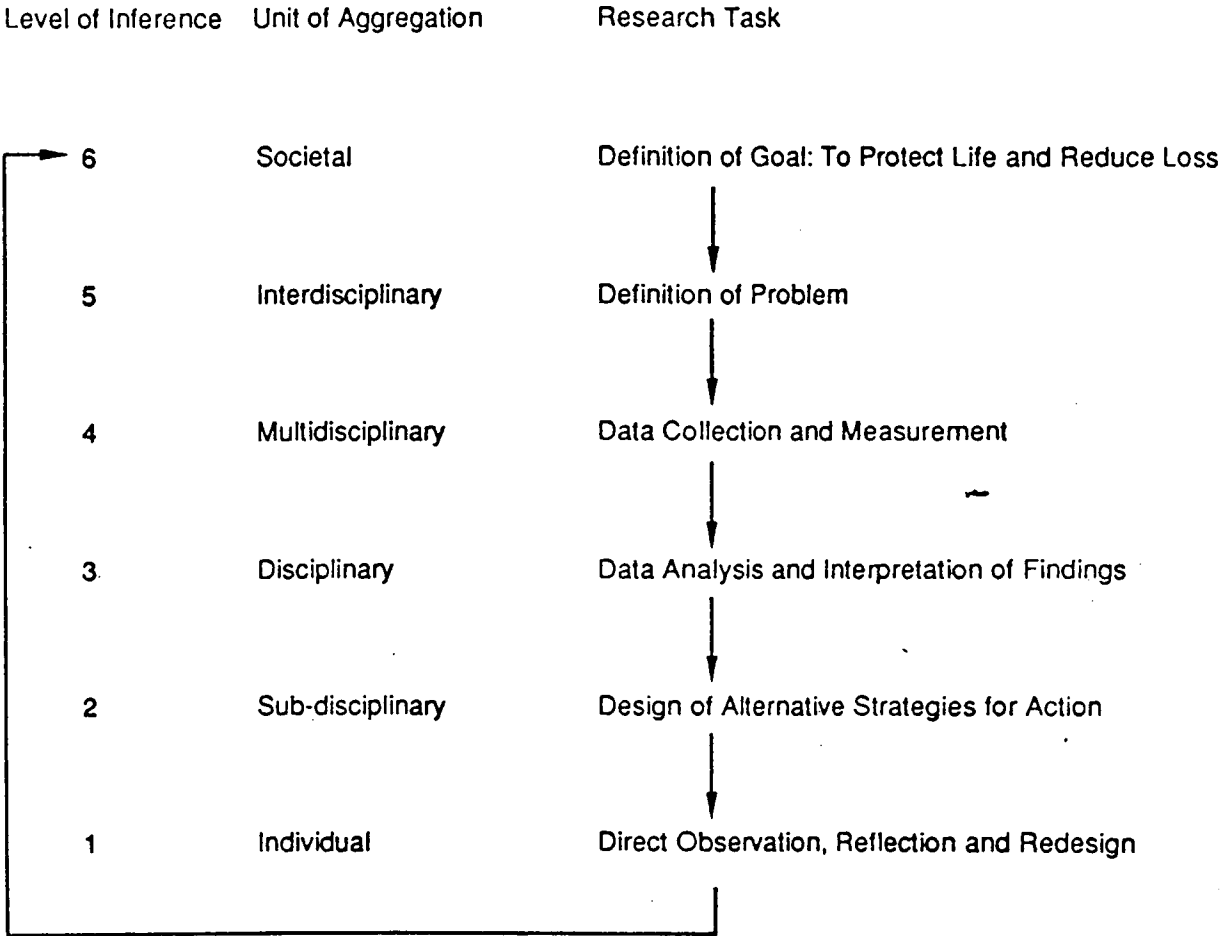 Level of Inference Unit of Aggregation Research Task
6 Societal Definition of Goal: To Protect Life and Reduce Loss
5 Interdisciplinary Definition of Problem
4 Multidisciplinary Data Collection and Measurement
3 Disciplinary Data Analysis and Interpretation of Findings
2 Sub-disciplinary Design of Alternative Strategies for Action
1 Individual Direct Observation, Reflection and Redesign